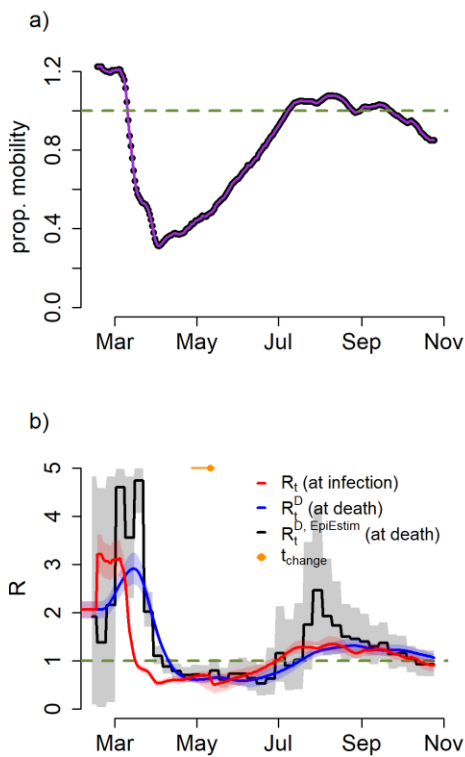 a)
prop. mobility
1.2
0.8
0.4
0.0
Mar May Jul Sep Nov
b)
R
5
4
3
2
1
0
Rt (at infection)
RtD (at death)
RtD, EpiEstim (at death)
tchange
Mar May Jul Sep Nov